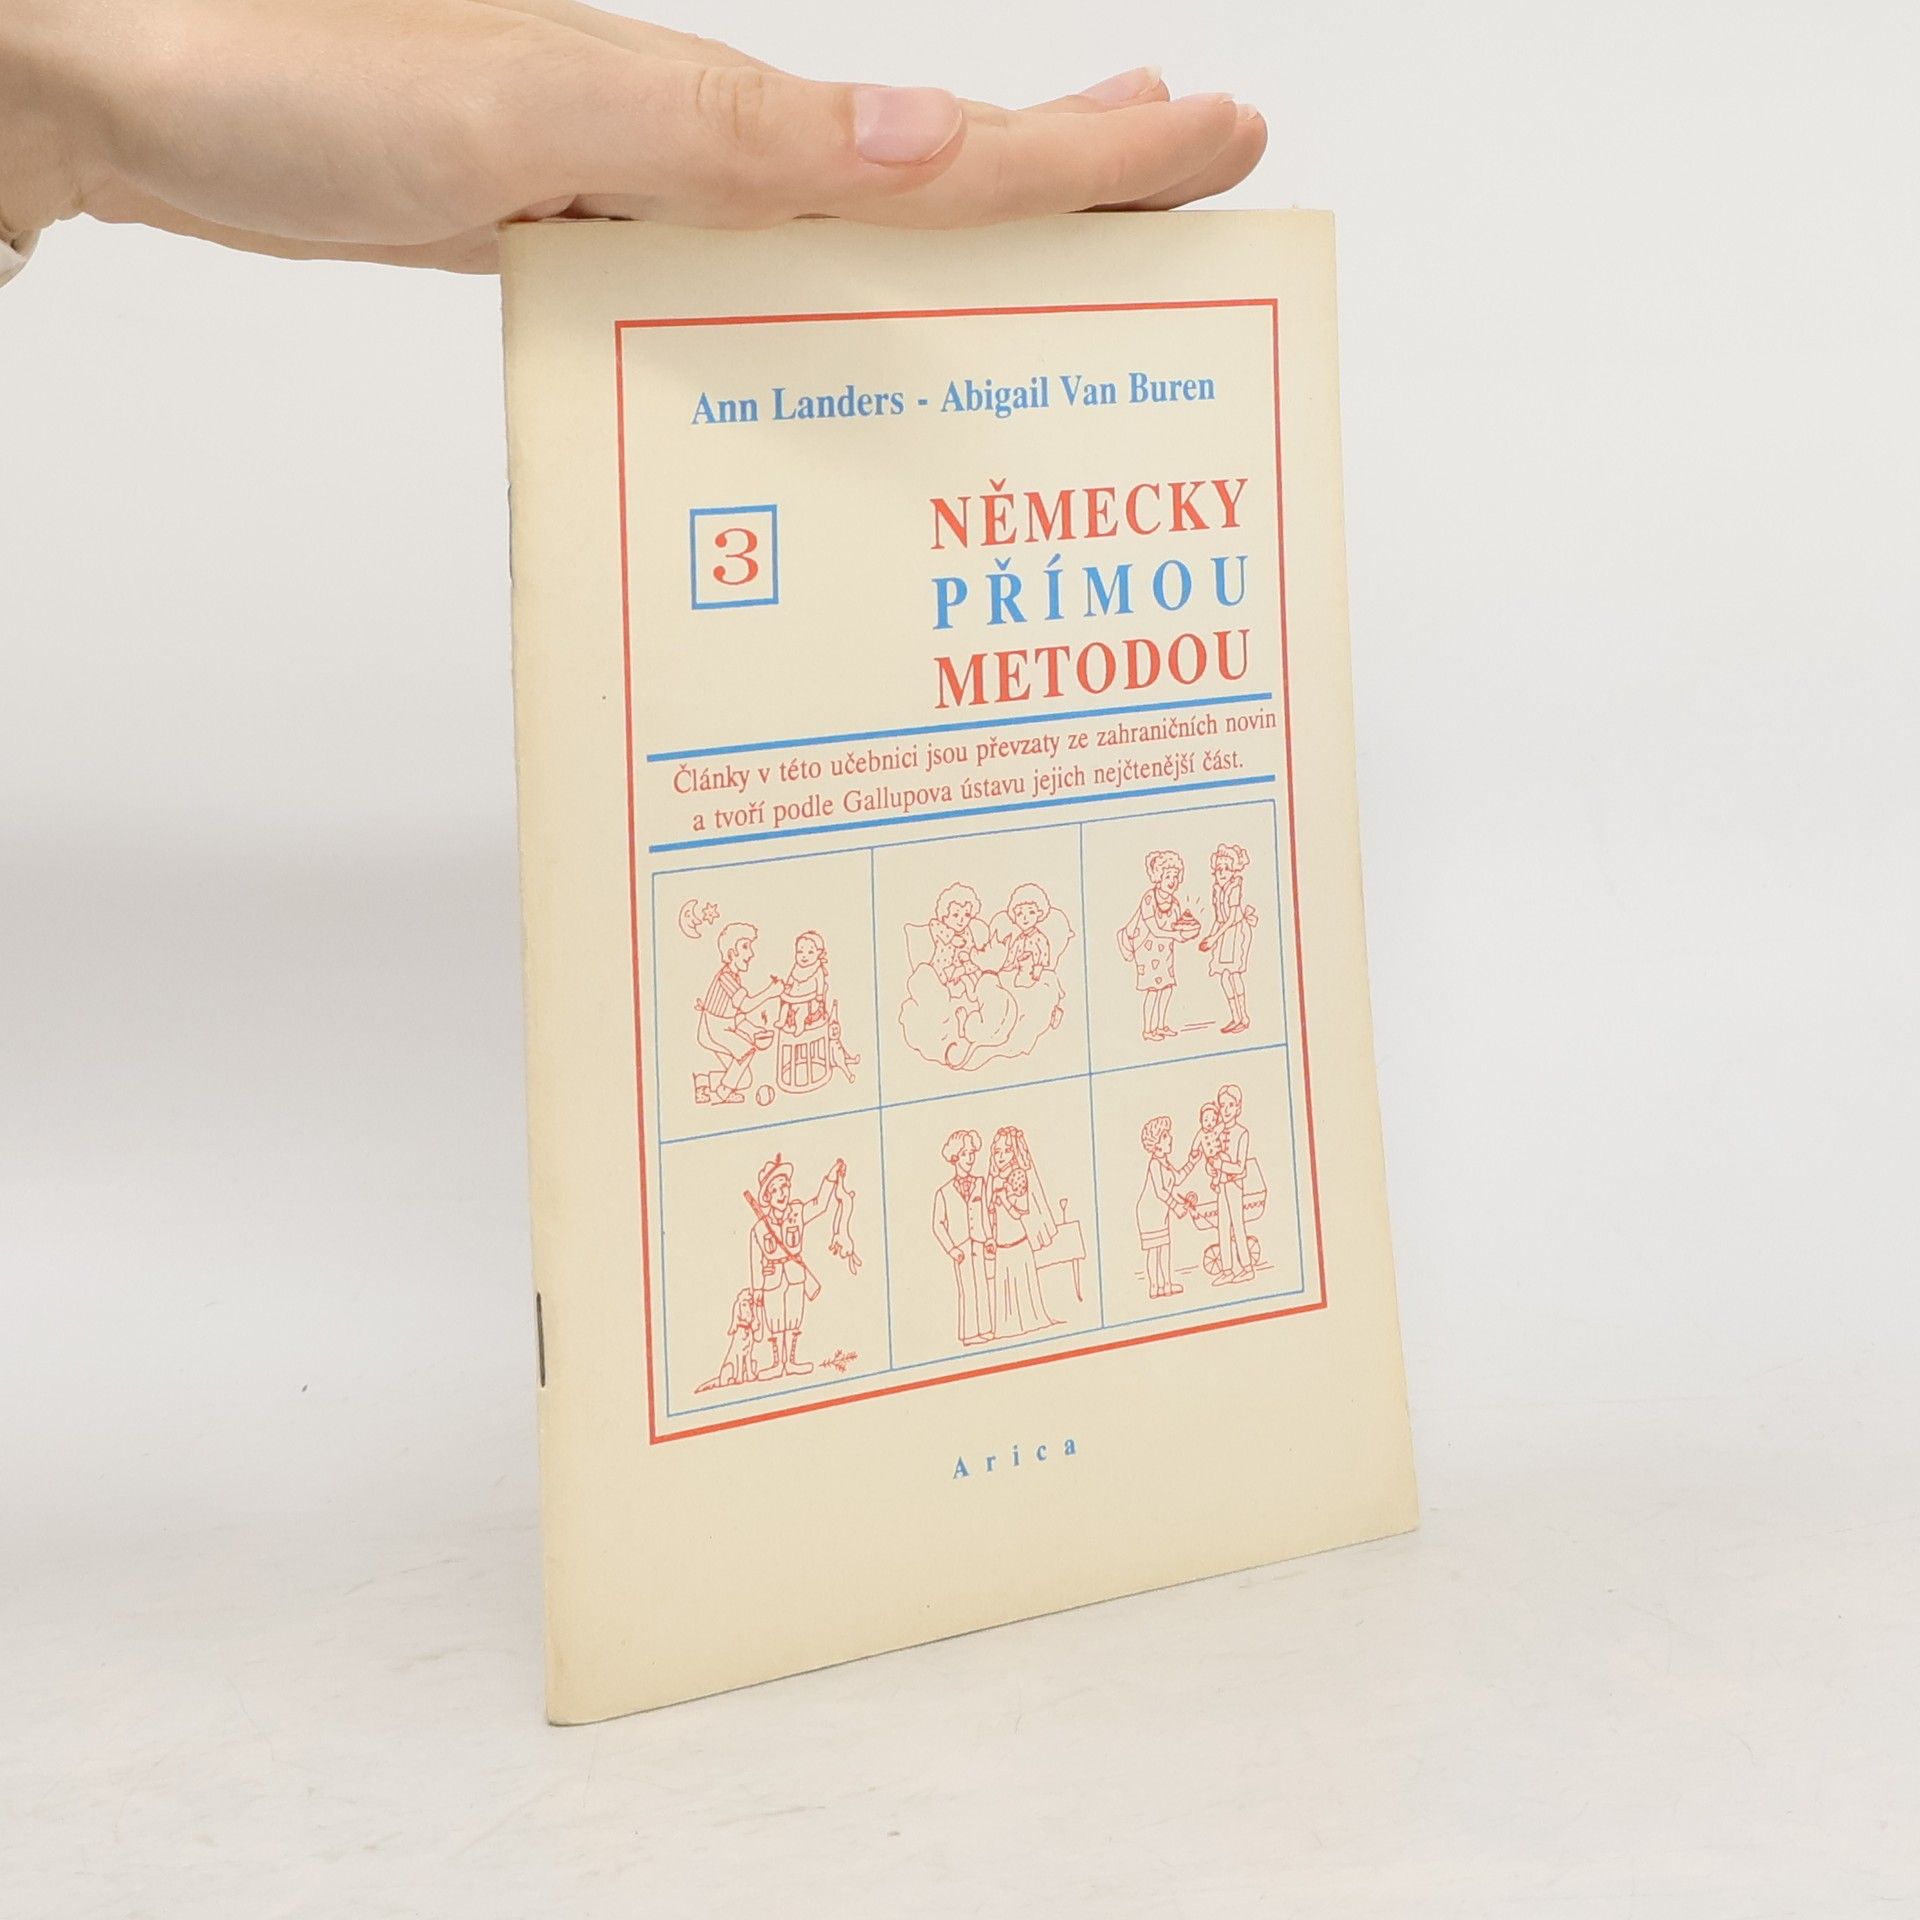 Ann Landers - Abigail Van Buren
3
NĚMECKY
PŘÍMOU
METODOU
Články v této učebnici jsou převzaty ze zahraničních novin
a tvoří podle Gallupova ústavu jejich nejčtenější část.
Arica